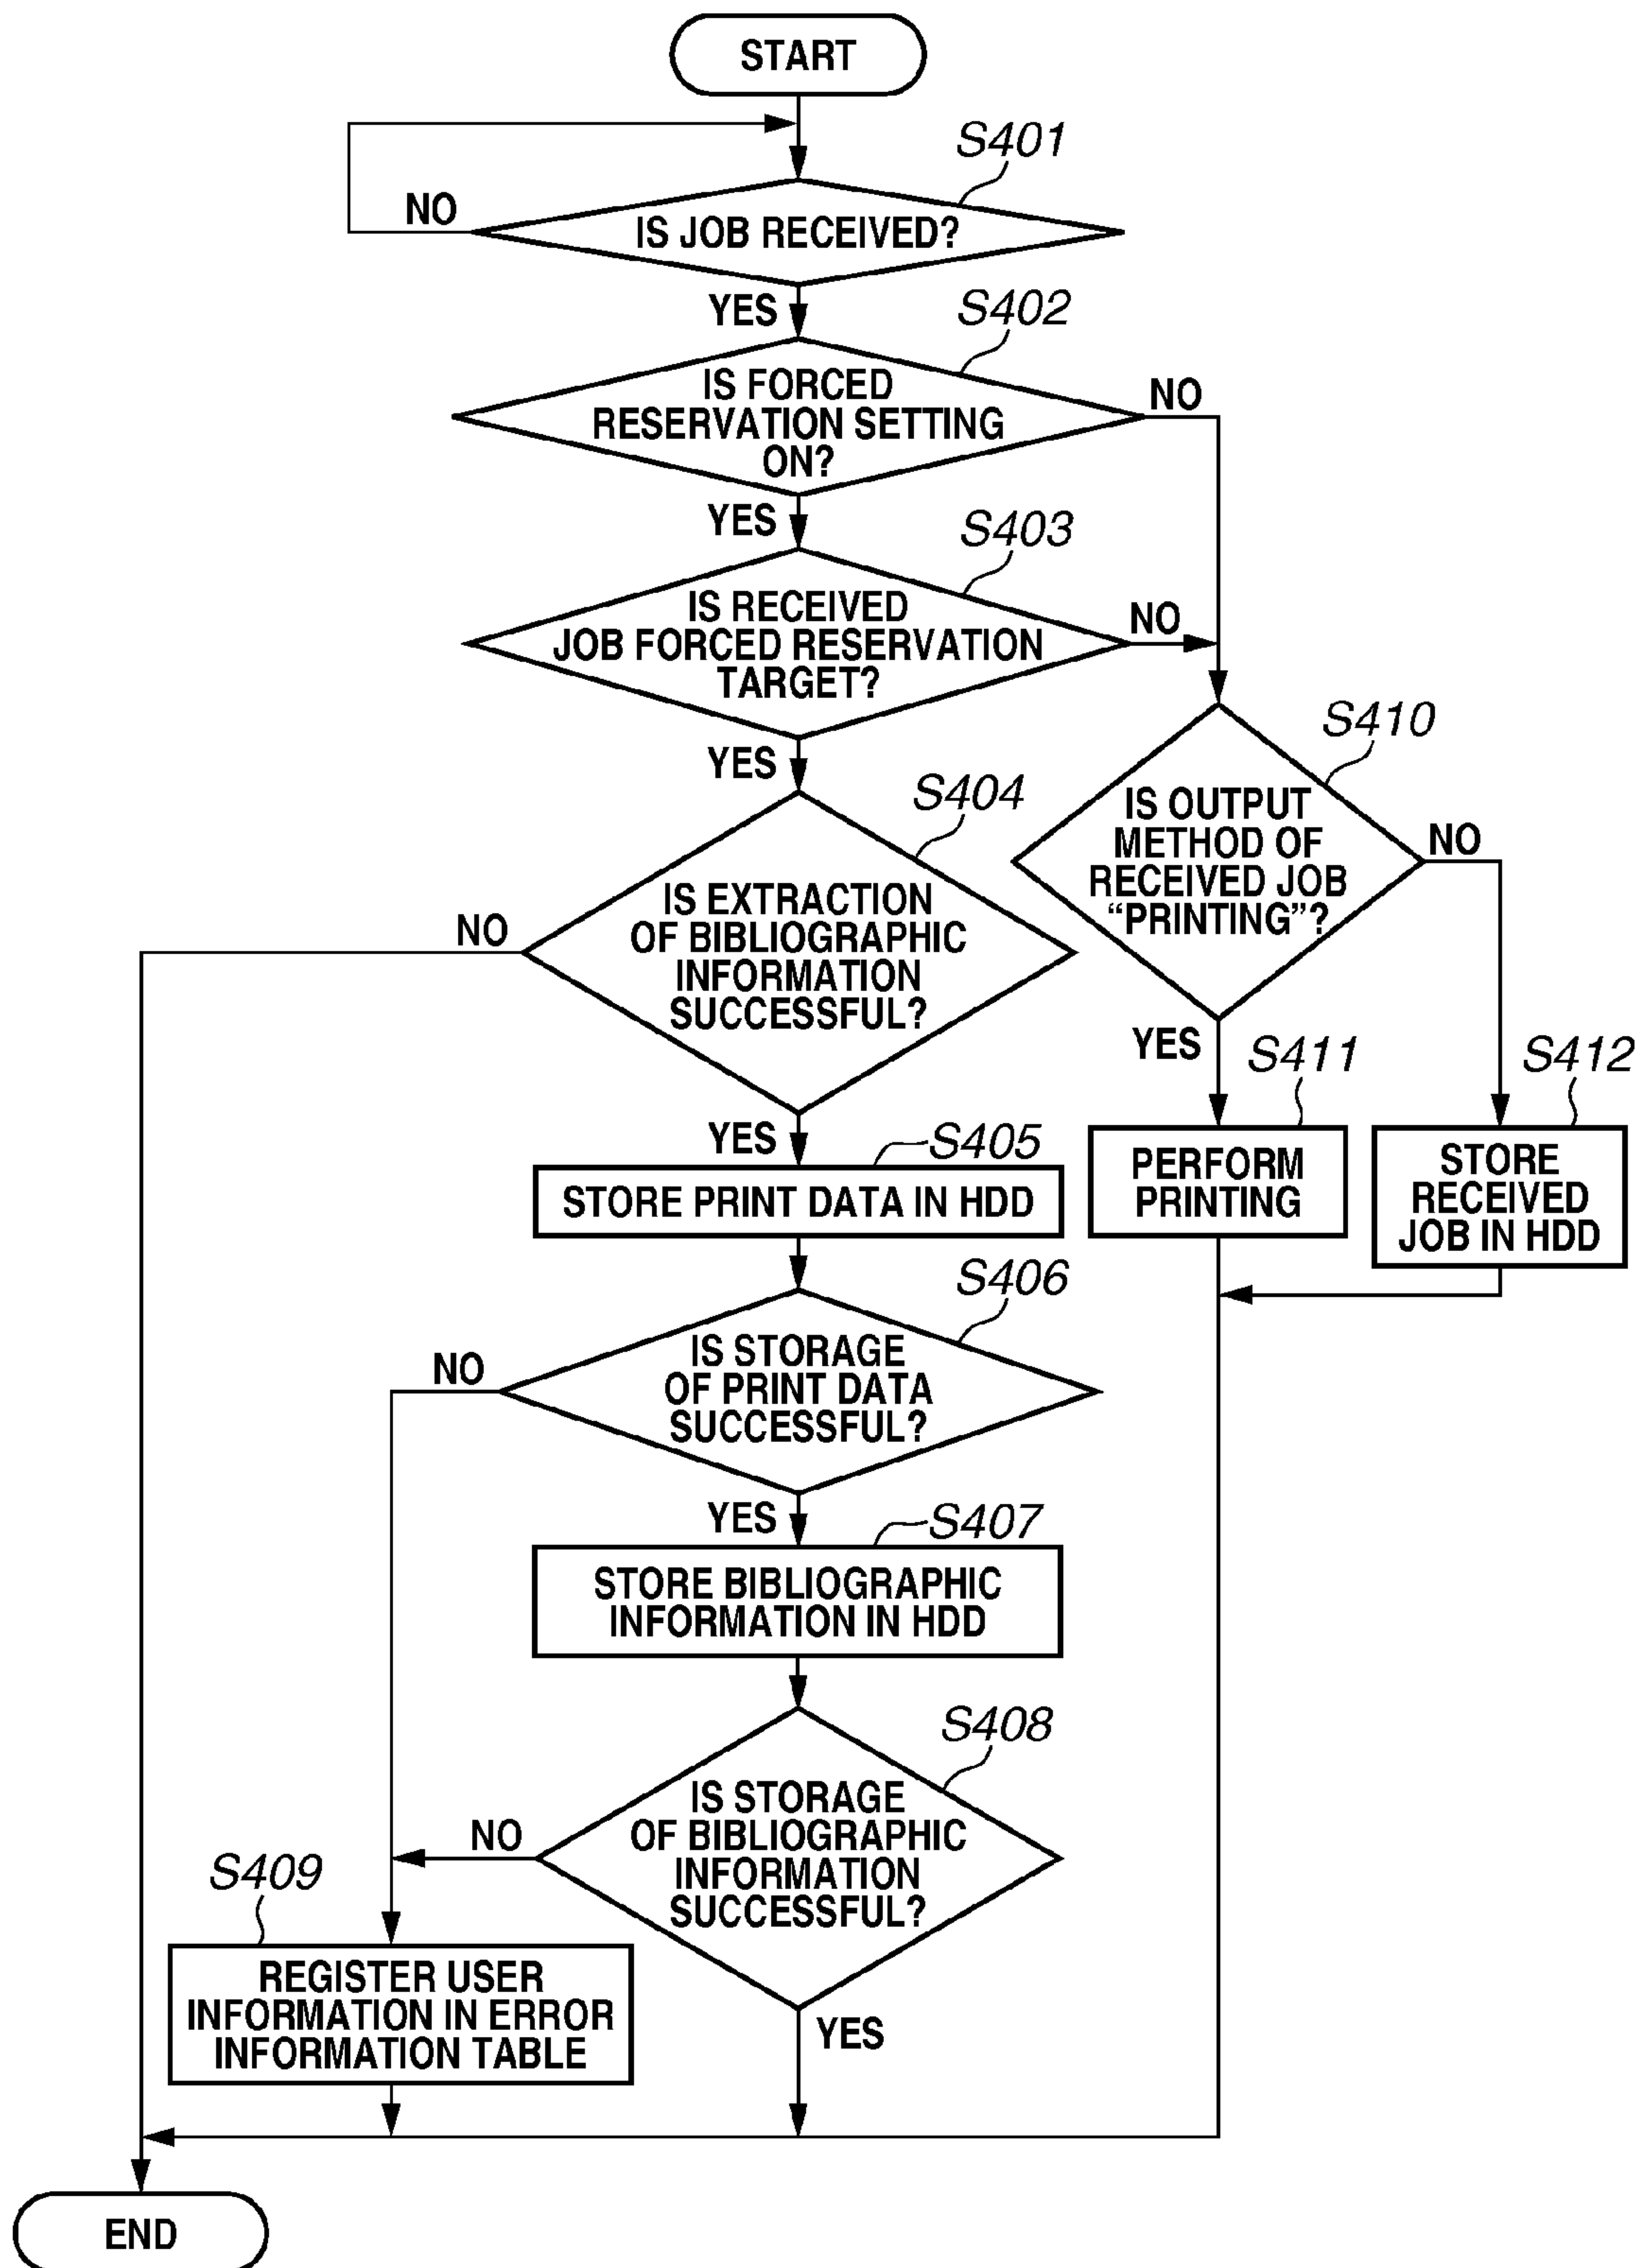 START
S401
NO
IS JOB RECEIVED?
YES
S402
IS FORCED
RESERVATION SETTING
ON?
NO
YES
S403
IS RECEIVED
JOB FORCED RESERVATION
TARGET?
NO
YES
S404
IS EXTRACTION
OF BIBLIOGRAPHIC
INFORMATION
SUCCESSFUL?
NO
S410
IS OUTPUT
METHOD OF
RECEIVED JOB
“PRINTING”?
NO
YES
S411
PERFORM
PRINTING
S412
STORE
RECEIVED
JOB IN HDD
YES
S405
STORE PRINT DATA IN HDD
S406
NO
IS STORAGE
OF PRINT DATA
SUCCESSFUL?
YES
S407
STORE BIBLIOGRAPHIC
INFORMATION IN HDD
S408
NO
IS STORAGE
OF BIBLIOGRAPHIC
INFORMATION
SUCCESSFUL?
S409
REGISTER USER
INFORMATION IN ERROR
INFORMATION TABLE
YES
END